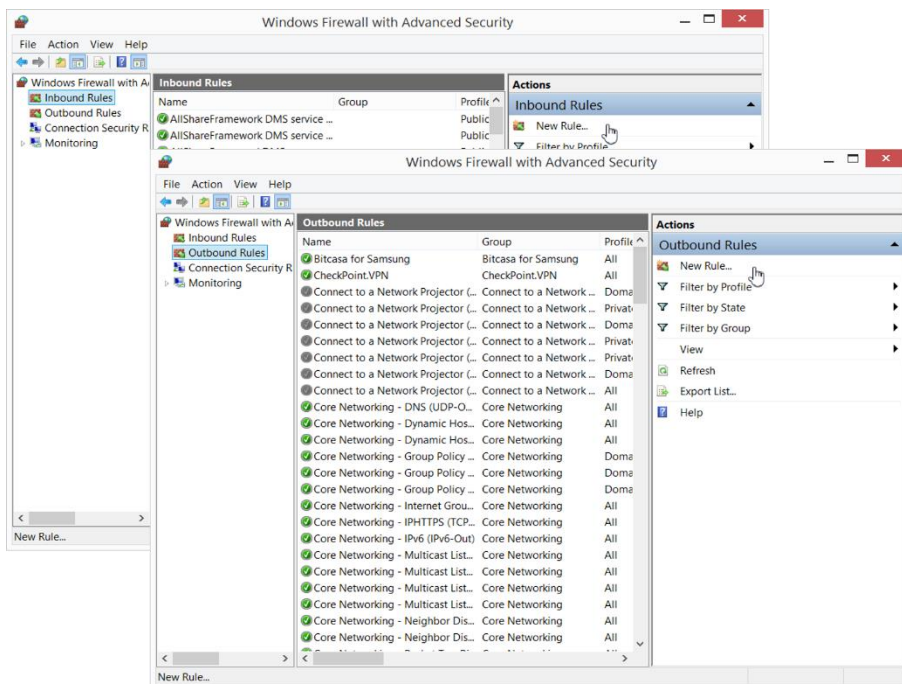 Windows Firewall with Advanced Security
File Action View Help
Windows Firewall with A
Inbound Rules
Outbound Rules
Connection Security R
Monitoring
Inbound Rules
Name Group Profile
AllShareFramework DMS service ... Public
AllShareFramework DMS service ... Public
Actions
Inbound Rules
New Rule...
Filter by Profile
New Rule...
Windows Firewall with Advanced Security
File Action View Help
Windows Firewall with A
Inbound Rules
Outbound Rules
Connection Security R
Monitoring
Outbound Rules
Name Group Profile
Bitcasa for Samsung Bitcasa for Samsung All
CheckPoint.VPN CheckPoint.VPN All
Connect to a Network Projector (... Connect to a Network ... Doma
Connect to a Network Projector (... Connect to a Network ... Privat
Connect to a Network Projector (... Connect to a Network ... Doma
Connect to a Network Projector (... Connect to a Network ... Privat
Connect to a Network Projector (... Connect to a Network ... Privat
Connect to a Network Projector (... Connect to a Network ... Doma
Connect to a Network Projector (... Connect to a Network ... All
Core Networking - DNS (UDP-O... Core Networking All
Core Networking - Dynamic Hos... Core Networking All
Core Networking - Dynamic Hos... Core Networking All
Core Networking - Group Policy ... Core Networking Doma
Core Networking - Group Policy ... Core Networking Doma
Core Networking - Group Policy ... Core Networking Doma
Core Networking - Internet Grou... Core Networking All
Core Networking - IPHTTPS (TCP... Core Networking All
Core Networking - IPv6 (IPv6-Out) Core Networking All
Core Networking - Multicast List... Core Networking All
Core Networking - Multicast List... Core Networking All
Core Networking - Multicast List... Core Networking All
Core Networking - Multicast List... Core Networking All
Core Networking - Neighbor Dis... Core Networking All
Core Networking - Neighbor Dis... Core Networking All
Actions
Outbound Rules
New Rule...
Filter by Profile
Filter by State
Filter by Group
View
Refresh
Export List...
Help
New Rule...